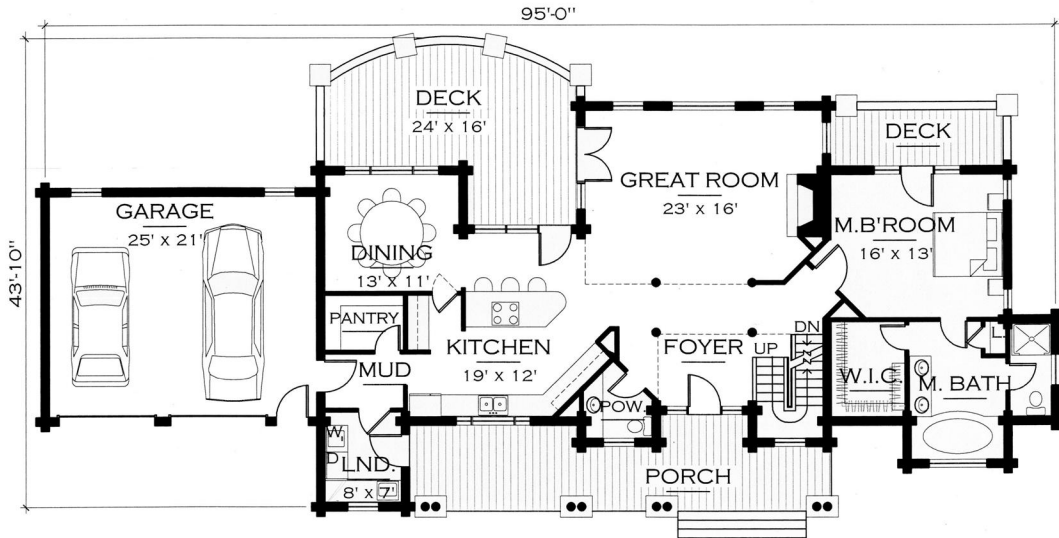 95'-0"
43'-10"
DECK
24' x 16'
DECK
GREAT ROOM
23' x 16'
GARAGE
25' x 21'
M.B'ROOM
16' x 13'
DINING
13' x 11'
PANTRY
DN
KITCHEN
19' x 12'
FOYER
UP
MUD
W.I.C.
L
M. BATH
POW.
W.
D
LND.
8' x 7'
PORCH